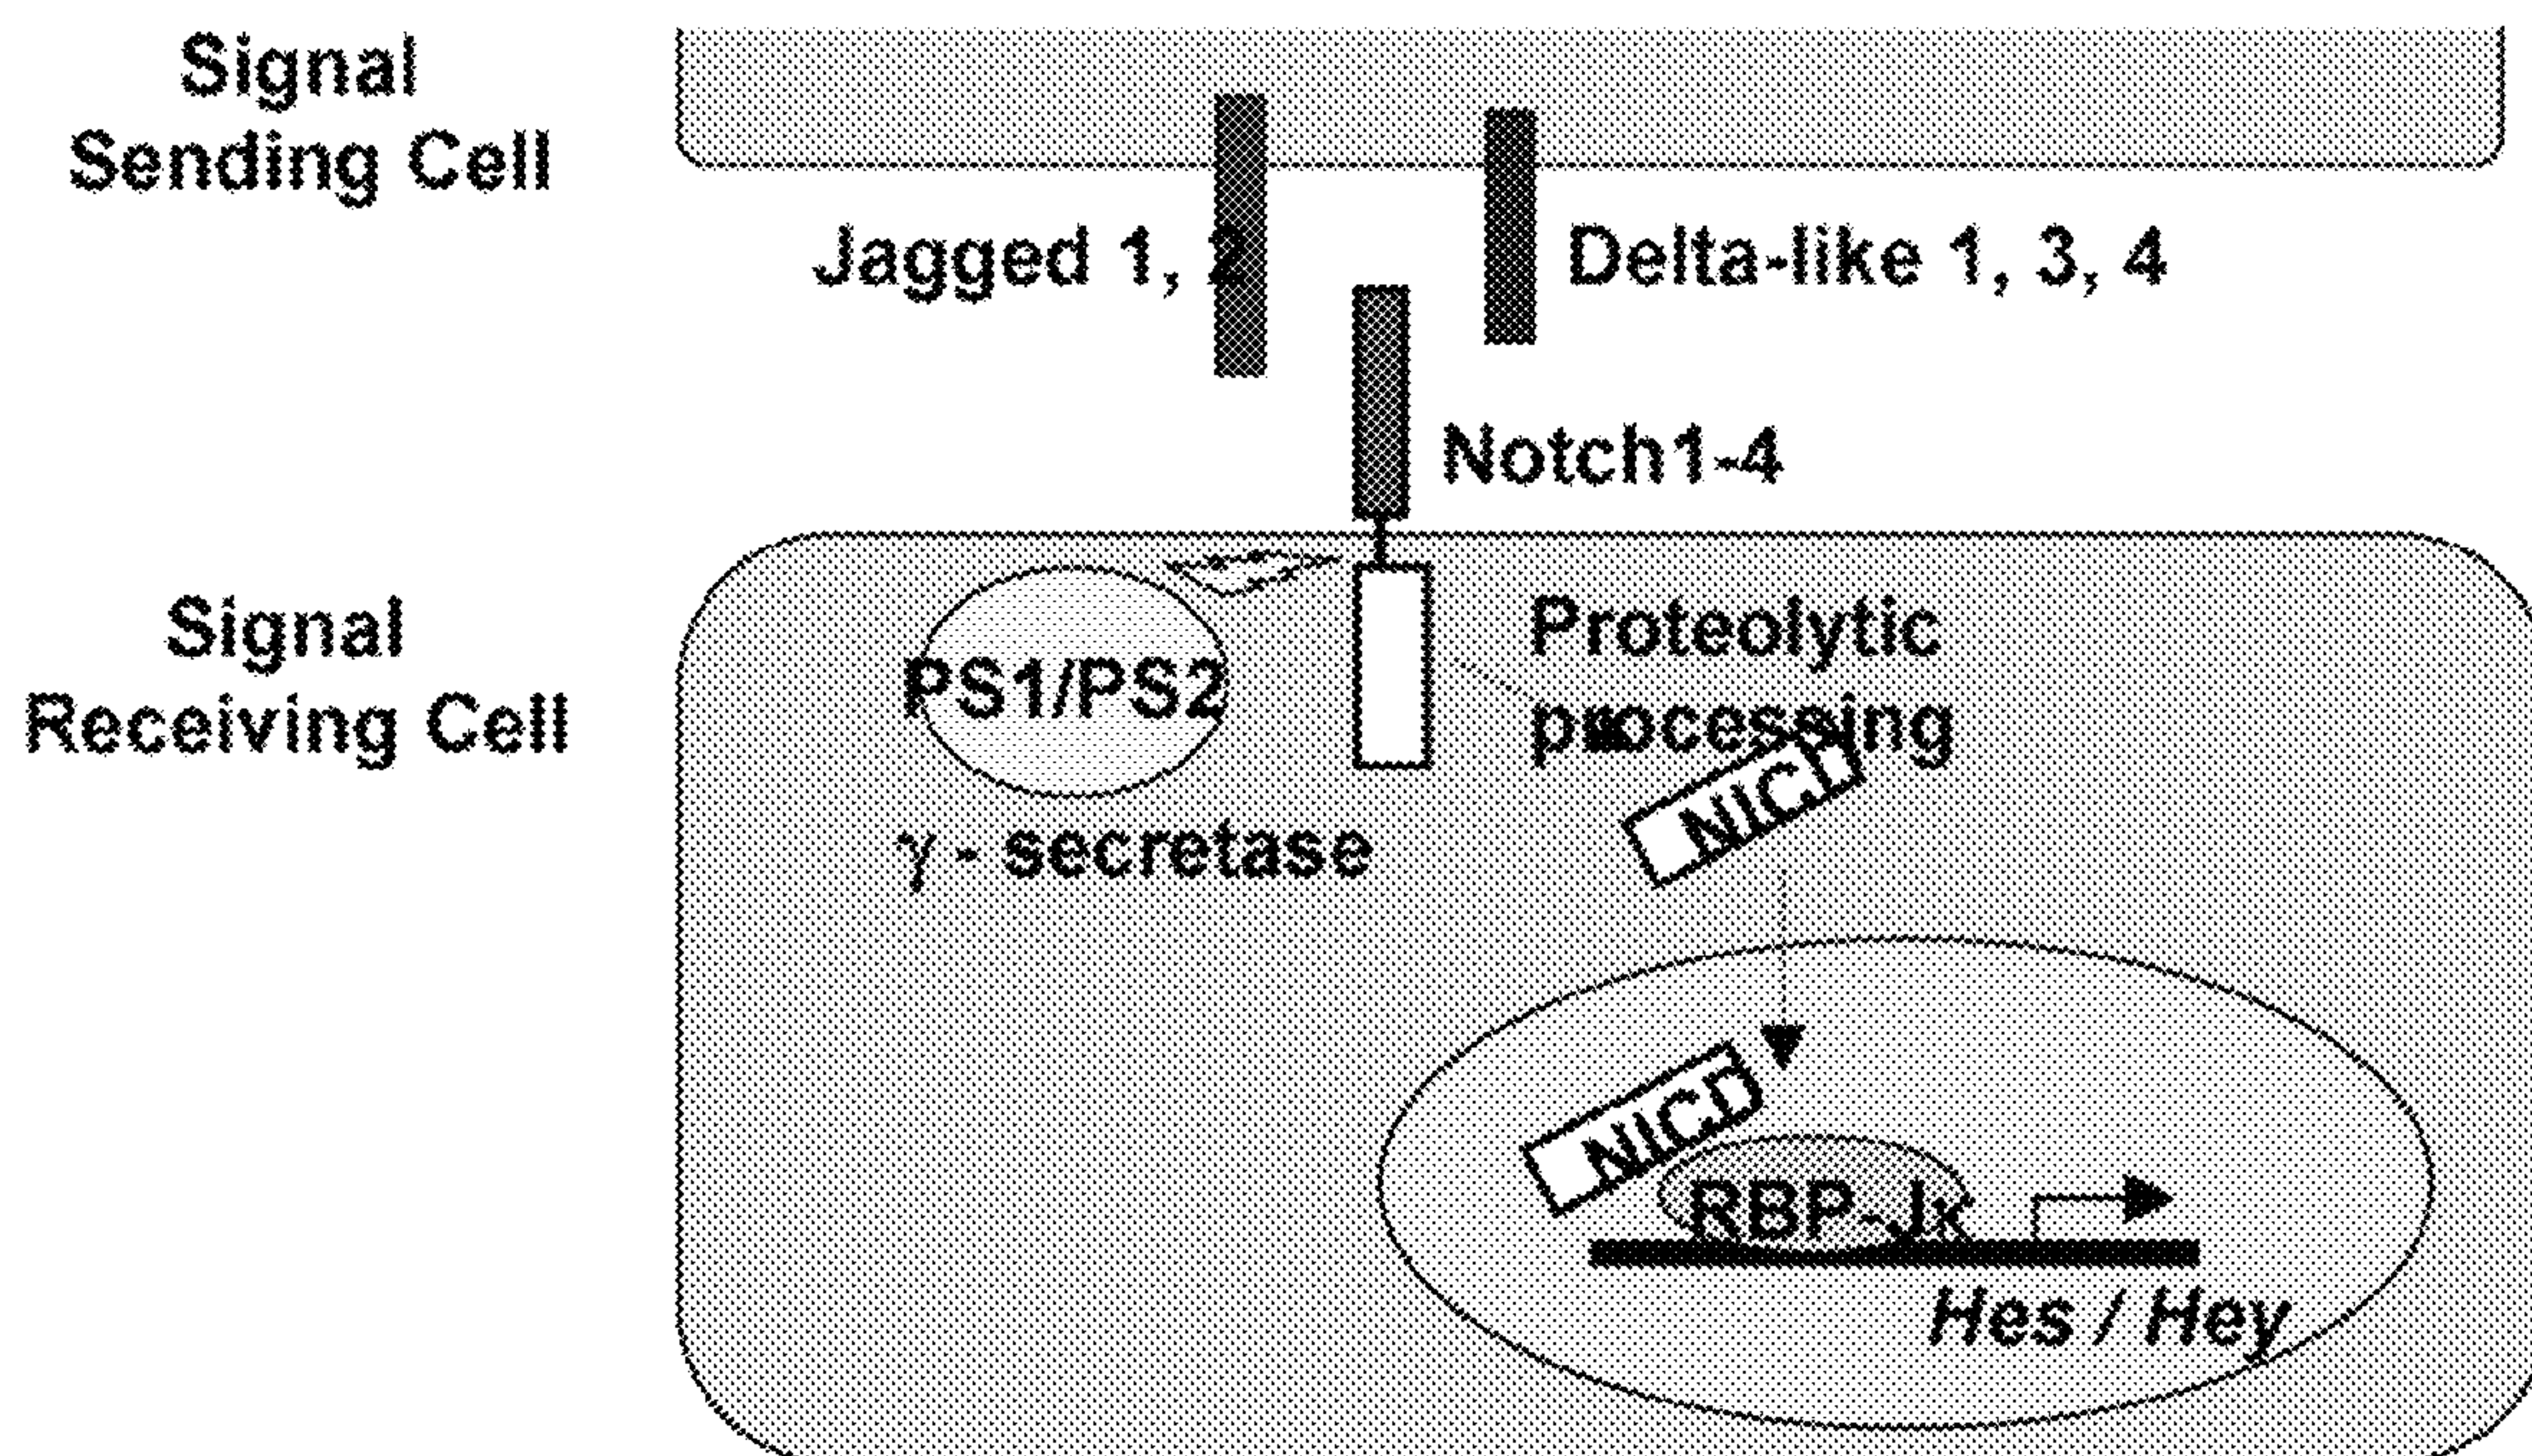 Signal
Sending Cell
Jagged 1, 2
Delta-like 1, 3, 4
Notch1-4
Signal
Receiving Cell
PS1/PS2
γ - secretase
Proteolytic
processing
NICD
NICD
RBP-Jκ
Hes / Hey